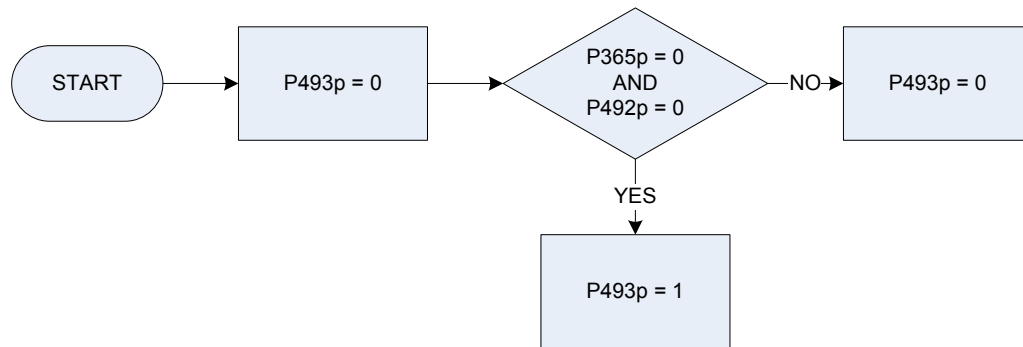 START
P493p = 0
P365p = 0
AND
P492p = 0
NO
P493p = 0
YES
P493p = 1